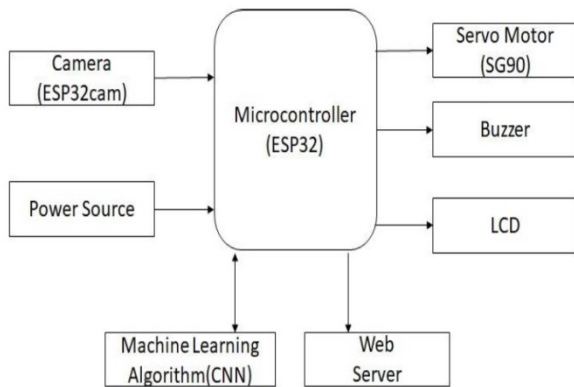 Camera
(ESP32cam)
Power Source
Microcontroller
(ESP32)
Servo Motor
(SG90)
Buzzer
LCD
Machine Learning
Algorithm(CNN)
Web
Server